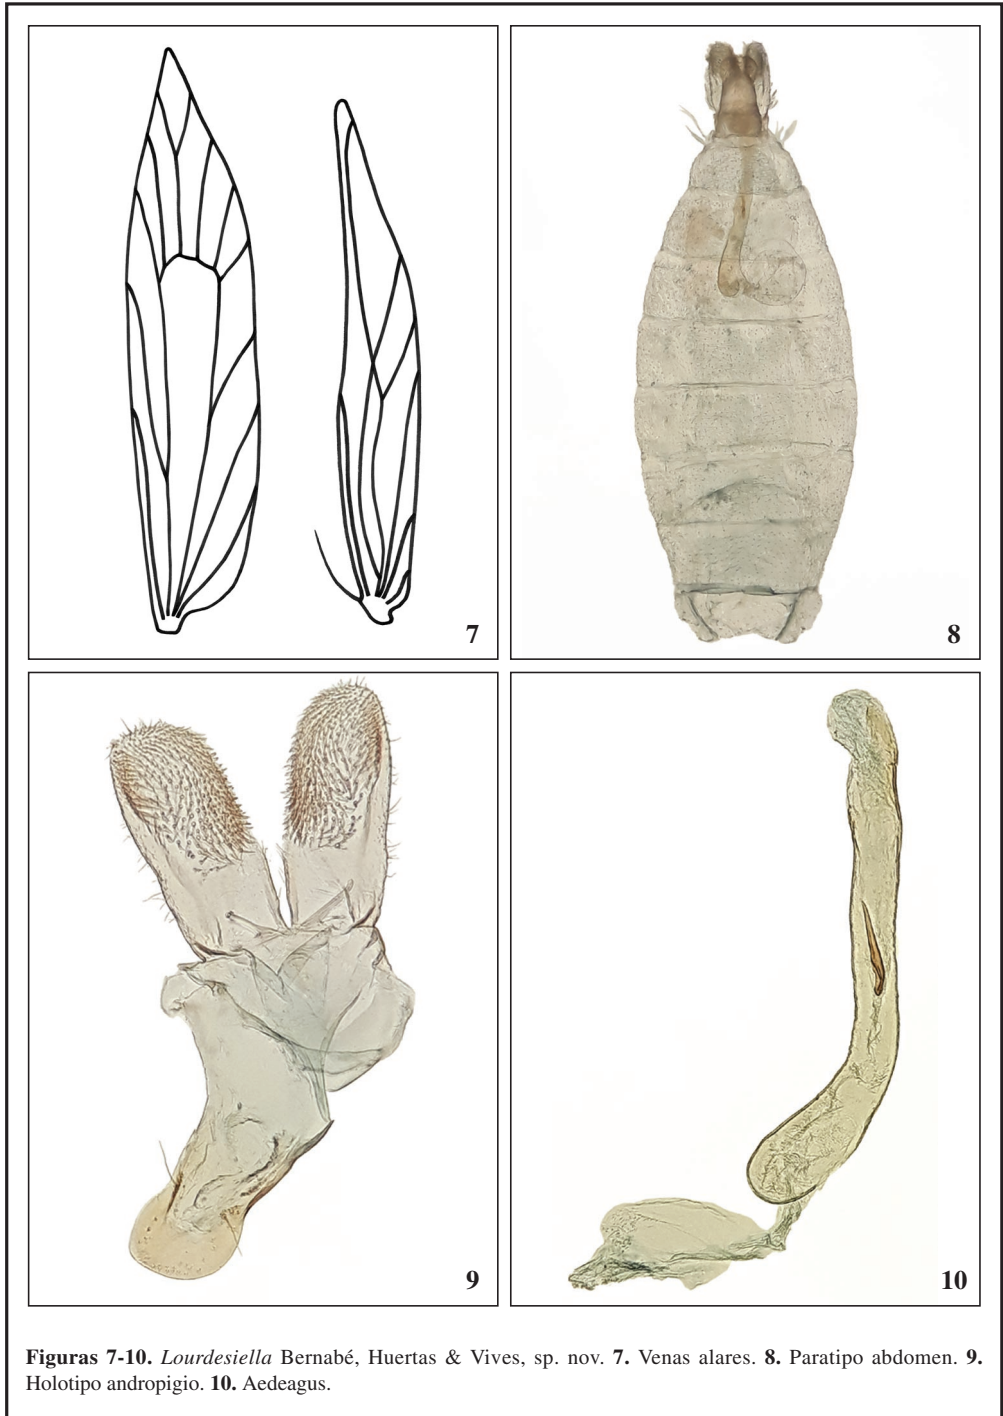 7
8
9
10
Figuras 7-10. Lourdesiella Bernabé, Huertas & Vives, sp. nov. 7. Venas alares. 8. Paratipo abdomen. 9.
Holotipo andropigio. 10. Aedeagus.